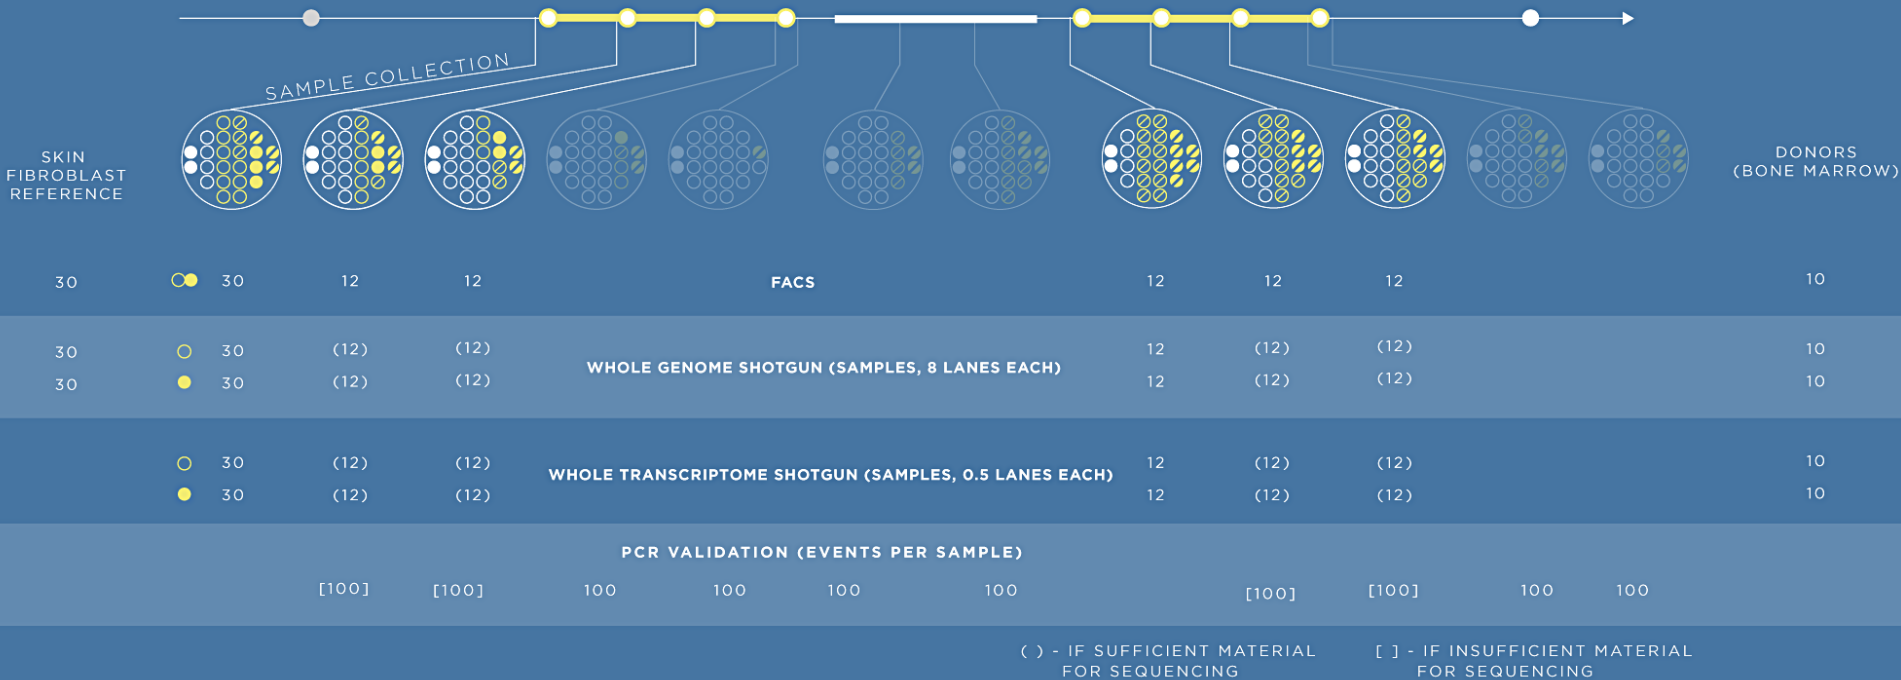 SAMPLE COLLECTION
SKIN
FIBROBLAST
REFERENCE
DONORS
(BONE MARROW)
30 30 12 12 FACS 12 12 12 10
30 30 (12) (12) 12 (12) (12) 10
WHOLE GENOME SHOTGUN (SAMPLES, 8 LANES EACH)
30 30 (12) (12) 12 (12) (12) 10
30 (12) (12) 12 (12) (12) 10
WHOLE TRANSCRIPTOME SHOTGUN (SAMPLES, 0.5 LANES EACH)
30 (12) (12) 12 (12) (12) 10
PCR VALIDATION (EVENTS PER SAMPLE)
[100] [100] 100 100 100 100 [100] [100] 100 100
( ) - IF SUFFICIENT MATERIAL
FOR SEQUENCING
[ ] - IF INSUFFICIENT MATERIAL
FOR SEQUENCING